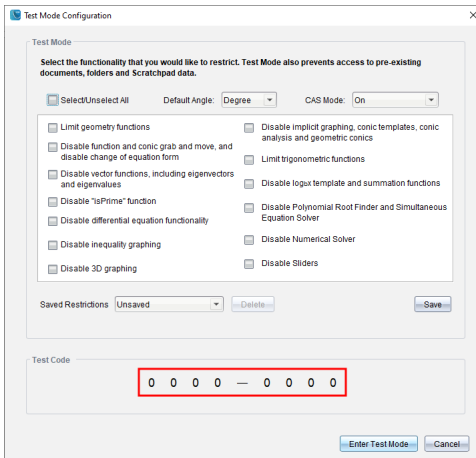 Test Mode Configuration
Test Mode
Select the functionality that you would like to restrict. Test Mode also prevents access to pre-existing
documents, folders and Scratchpad data.
Select/Unselect All Default Angle: Degree CAS Mode: On
Limit geometry functions
Disable function and conic grab and move, and
disable change of equation form
Disable vector functions, including eigenvectors
and eigenvalues
Disable "isPrime" function
Disable differential equation functionality
Disable inequality graphing
Disable 3D graphing
Disable implicit graphing, conic templates, conic
analysis and geometric conics
Limit trigonometric functions
Disable logbx template and summation functions
Disable Polynomial Root Finder and Simultaneous
Equation Solver
Disable Numerical Solver
Disable Sliders
Saved Restrictions Unsaved Delete Save
Test Code
0 0 0 0 — 0 0 0 0
Enter Test Mode Cancel